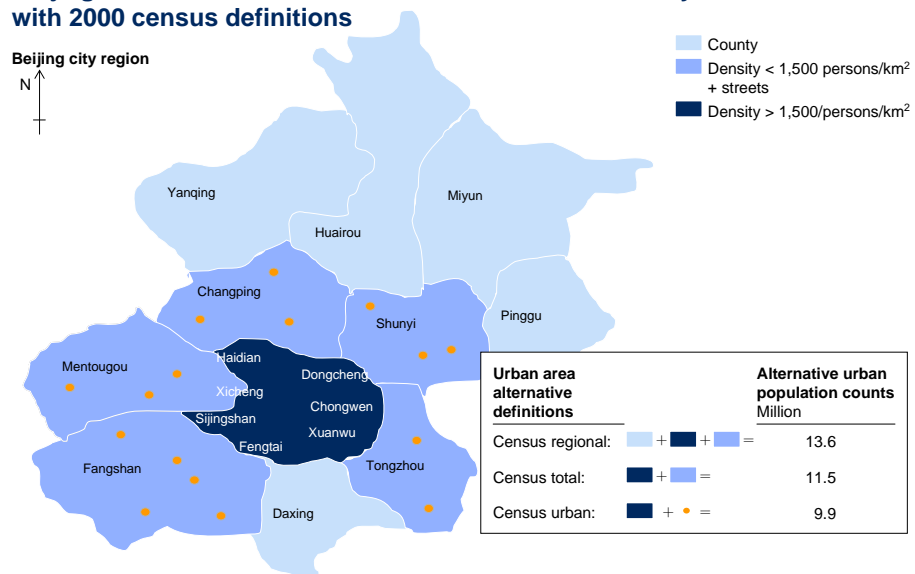 with 2000 census definitions
Beijing city region
N
County
Density < 1,500 persons/km²
+ streets
Density > 1,500/persons/km²
Yanqing
Miyun
Huairou
Changping
Pinggu
Shunyi
Mentougou
Haidian
Dongcheng
Xicheng
Chongwen
Sijingshan
Xuanwu
Fengtai
Fangshan
Tongzhou
Daxing
Urban area alternative definitions
Alternative urban population counts
Million
Census regional: + + = 13.6
Census total: + = 11.5
Census urban: + = 9.9